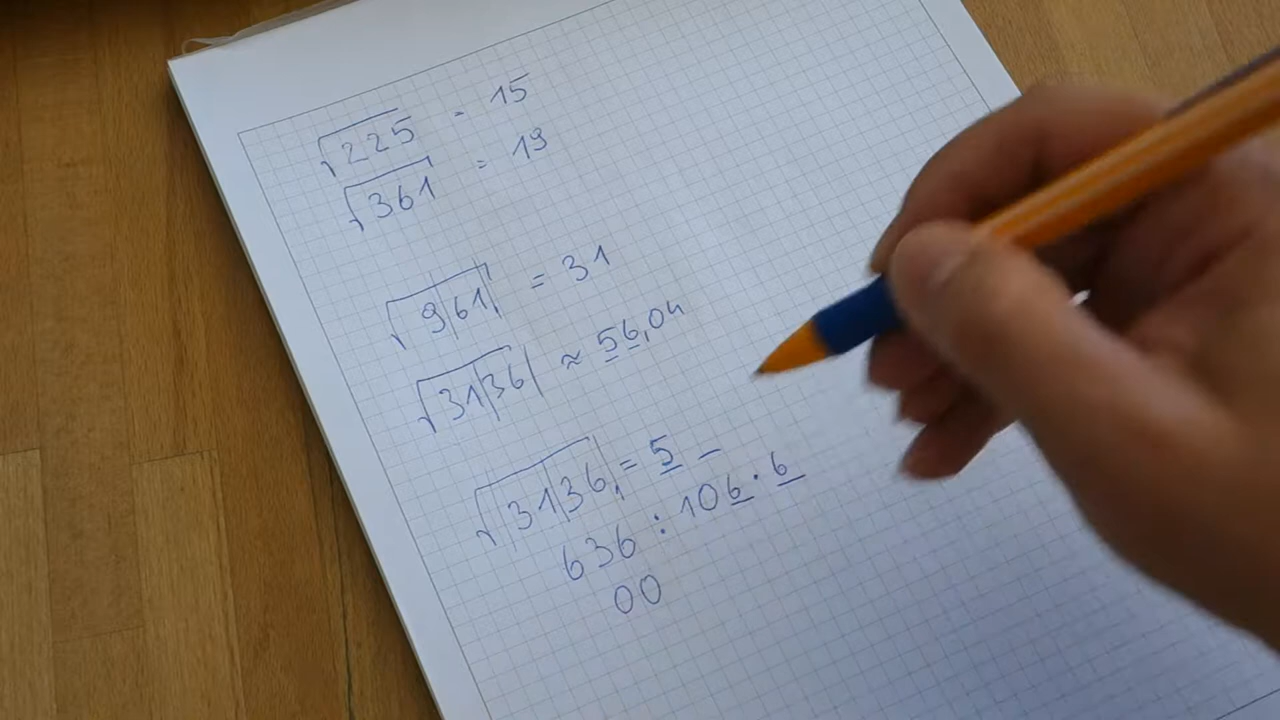 √225 = 15
√361 = 19
√9|61| = 31
√31|36| ≈ 56,04
√31|36| = 5 _
636 : 106 · 6
00